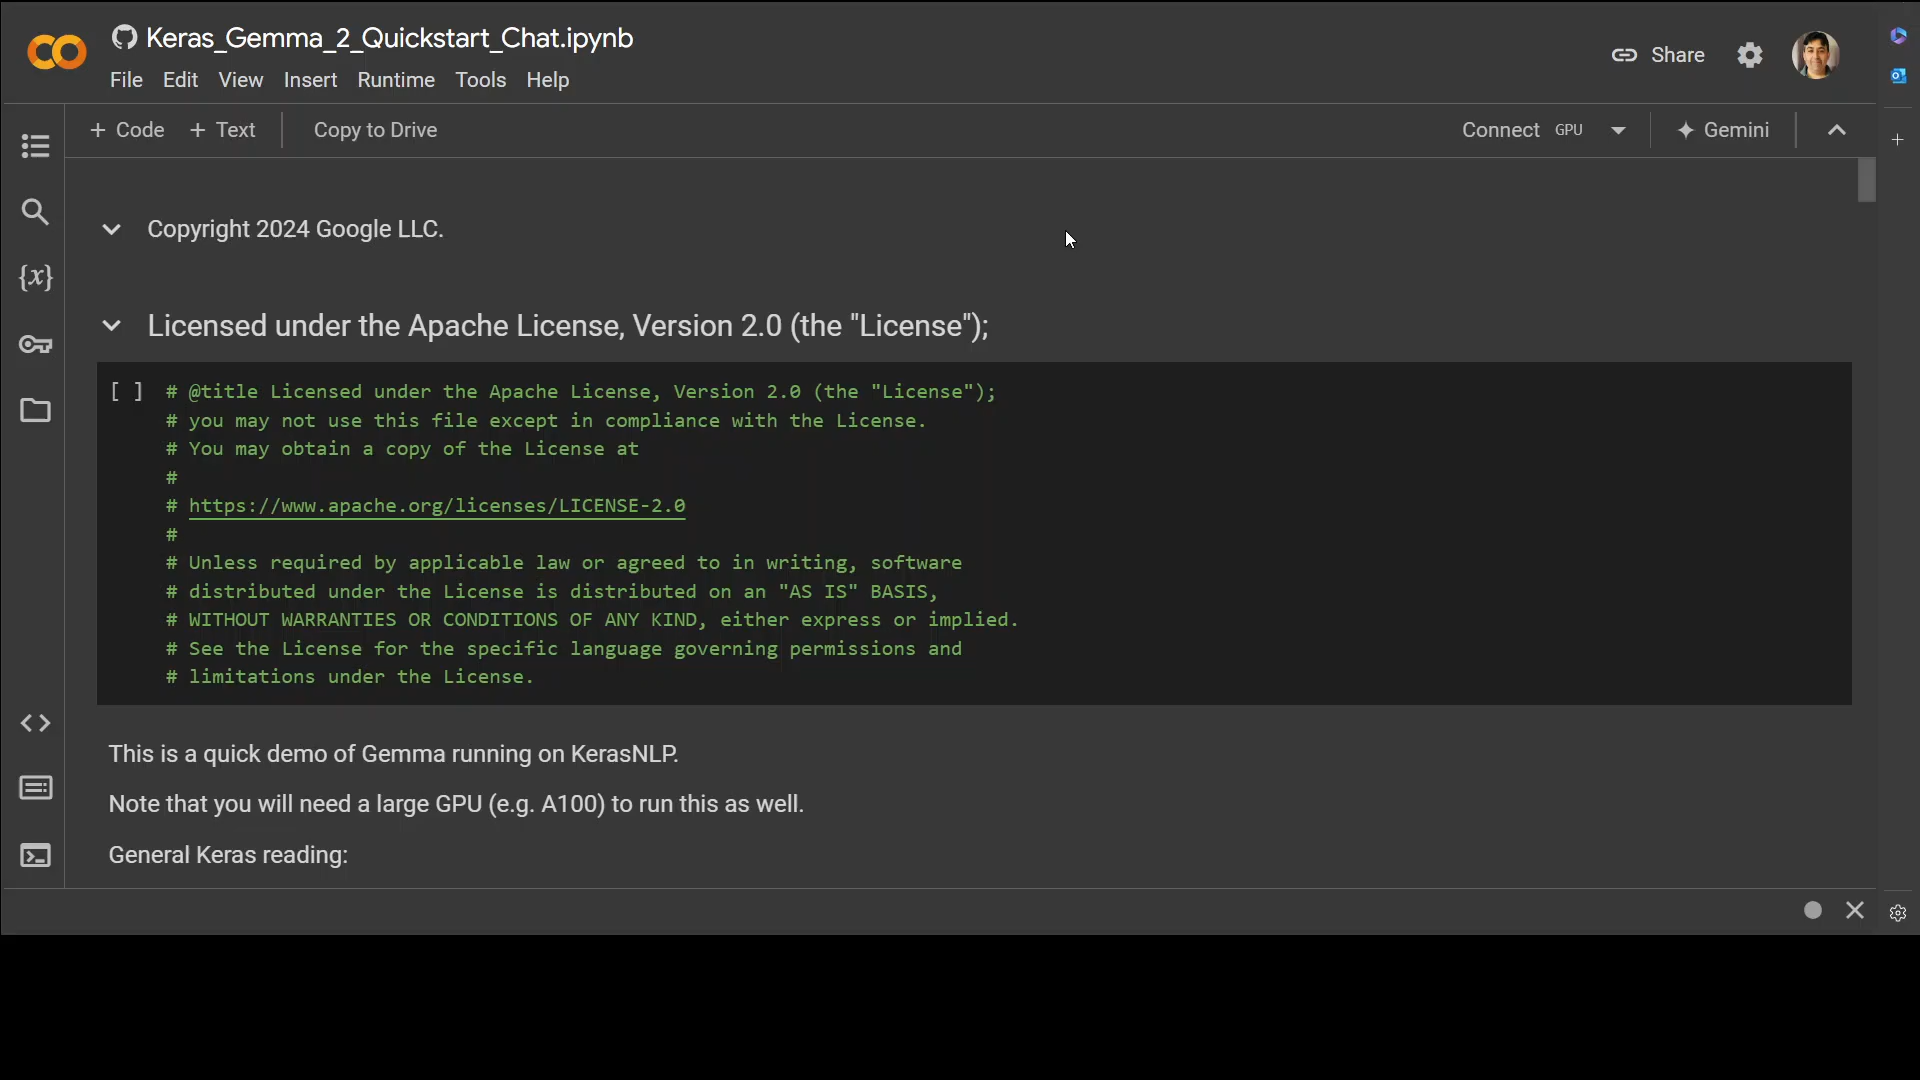 Keras_Gemma_2_Quickstart_Chat.ipynb
File Edit View Insert Runtime Tools Help
Share
+ Code + Text Copy to Drive
Connect GPU Gemini
Copyright 2024 Google LLC.
Licensed under the Apache License, Version 2.0 (the "License");
[ ] # @title Licensed under the Apache License, Version 2.0 (the "License");
# you may not use this file except in compliance with the License.
# You may obtain a copy of the License at
#
# https://www.apache.org/licenses/LICENSE-2.0
#
# Unless required by applicable law or agreed to in writing, software
# distributed under the License is distributed on an "AS IS" BASIS,
# WITHOUT WARRANTIES OR CONDITIONS OF ANY KIND, either express or implied.
# See the License for the specific language governing permissions and
# limitations under the License.
This is a quick demo of Gemma running on KerasNLP.
Note that you will need a large GPU (e.g. A100) to run this as well.
General Keras reading: